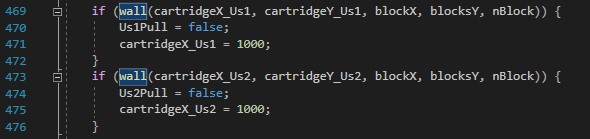 469 if (wall(cartridgeX_Us1, cartridgeY_Us1, blockX, blocksY, nBlock)) {
470 Us1Pull = false;
471 cartridgeX_Us1 = 1000;
472 }
473 if (wall(cartridgeX_Us2, cartridgeY_Us2, blockX, blocksY, nBlock)) {
474 Us2Pull = false;
475 cartridgeX_Us2 = 1000;
476 }